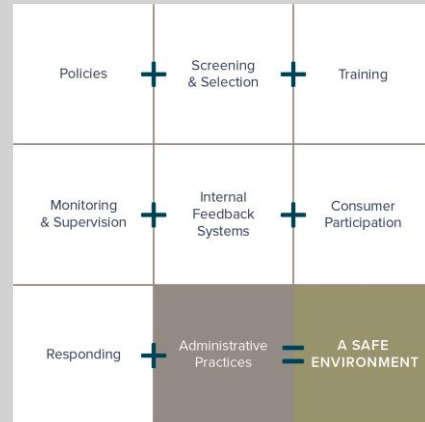 Policies + Screening & Selection + Training
Monitoring & Supervision + Internal Feedback Systems + Consumer Participation
Responding + Administrative Practices = A SAFE ENVIRONMENT